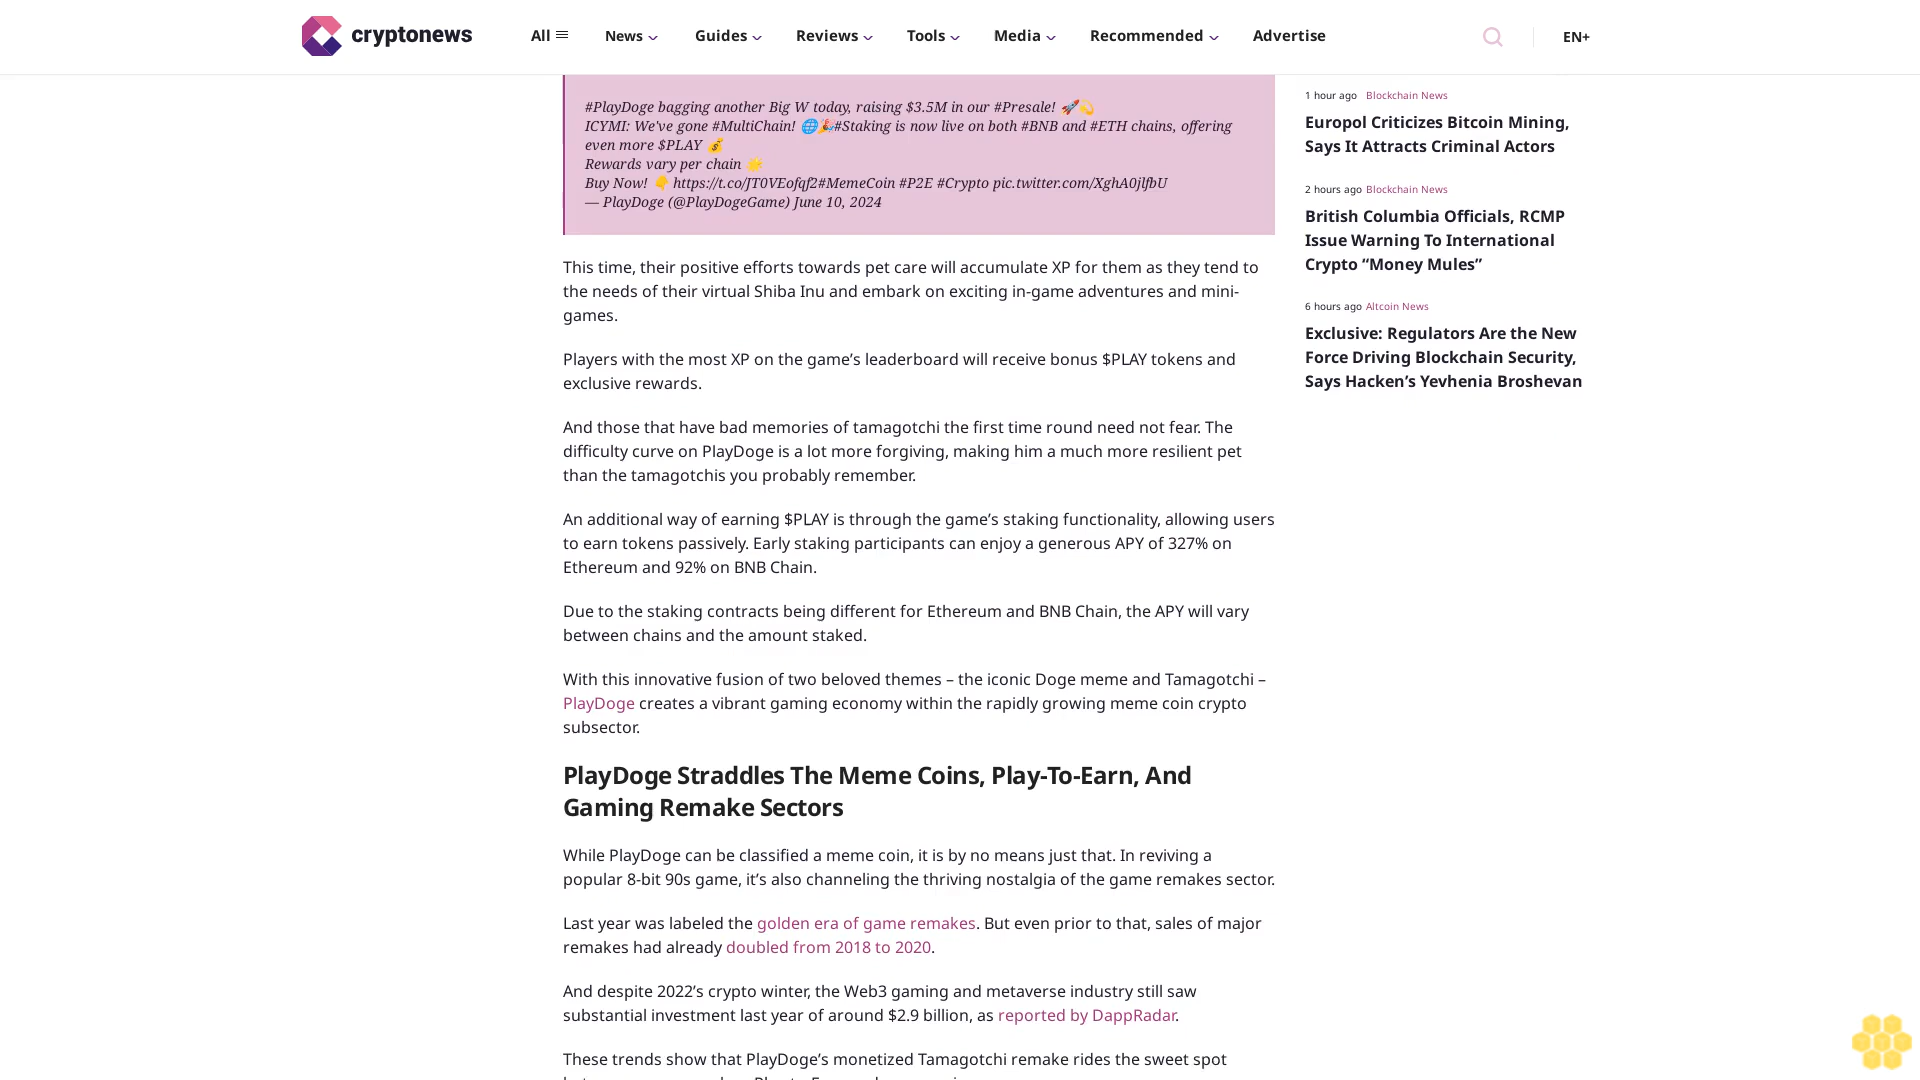 cryptonews
All
News
Guides
Reviews
Tools
Media
Recommended
Advertise
EN+
#PlayDoge bagging another Big W today, raising $3.5M in our #Presale! 🚀💫
ICYMI: We've gone #MultiChain! 🌐🎉#Staking is now live on both #BNB and #ETH chains, offering
even more $PLAY 💰
Rewards vary per chain 🌟
Buy Now! 👇 https://t.co/JT0VEofqf2#MemeCoin #P2E #Crypto pic.twitter.com/XghA0jlfbU
— PlayDoge (@PlayDogeGame) June 10, 2024
This time, their positive efforts towards pet care will accumulate XP for them as they tend to
the needs of their virtual Shiba Inu and embark on exciting in-game adventures and mini-
games.
Players with the most XP on the game’s leaderboard will receive bonus $PLAY tokens and
exclusive rewards.
And those that have bad memories of tamagotchi the first time round need not fear. The
difficulty curve on PlayDoge is a lot more forgiving, making him a much more resilient pet
than the tamagotchis you probably remember.
An additional way of earning $PLAY is through the game’s staking functionality, allowing users
to earn tokens passively. Early staking participants can enjoy a generous APY of 327% on
Ethereum and 92% on BNB Chain.
Due to the staking contracts being different for Ethereum and BNB Chain, the APY will vary
between chains and the amount staked.
With this innovative fusion of two beloved themes – the iconic Doge meme and Tamagotchi –
PlayDoge creates a vibrant gaming economy within the rapidly growing meme coin crypto
subsector.
PlayDoge Straddles The Meme Coins, Play-To-Earn, And
Gaming Remake Sectors
While PlayDoge can be classified a meme coin, it is by no means just that. In reviving a
popular 8-bit 90s game, it’s also channeling the thriving nostalgia of the game remakes sector.
Last year was labeled the golden era of game remakes. But even prior to that, sales of major
remakes had already doubled from 2018 to 2020.
And despite 2022’s crypto winter, the Web3 gaming and metaverse industry still saw
substantial investment last year of around $2.9 billion, as reported by DappRadar.
These trends show that PlayDoge’s monetized Tamagotchi remake rides the sweet spot
1 hour ago Blockchain News
Europol Criticizes Bitcoin Mining,
Says It Attracts Criminal Actors
2 hours ago Blockchain News
British Columbia Officials, RCMP
Issue Warning To International
Crypto “Money Mules”
6 hours ago Altcoin News
Exclusive: Regulators Are the New
Force Driving Blockchain Security,
Says Hacken’s Yevhenia Broshevan